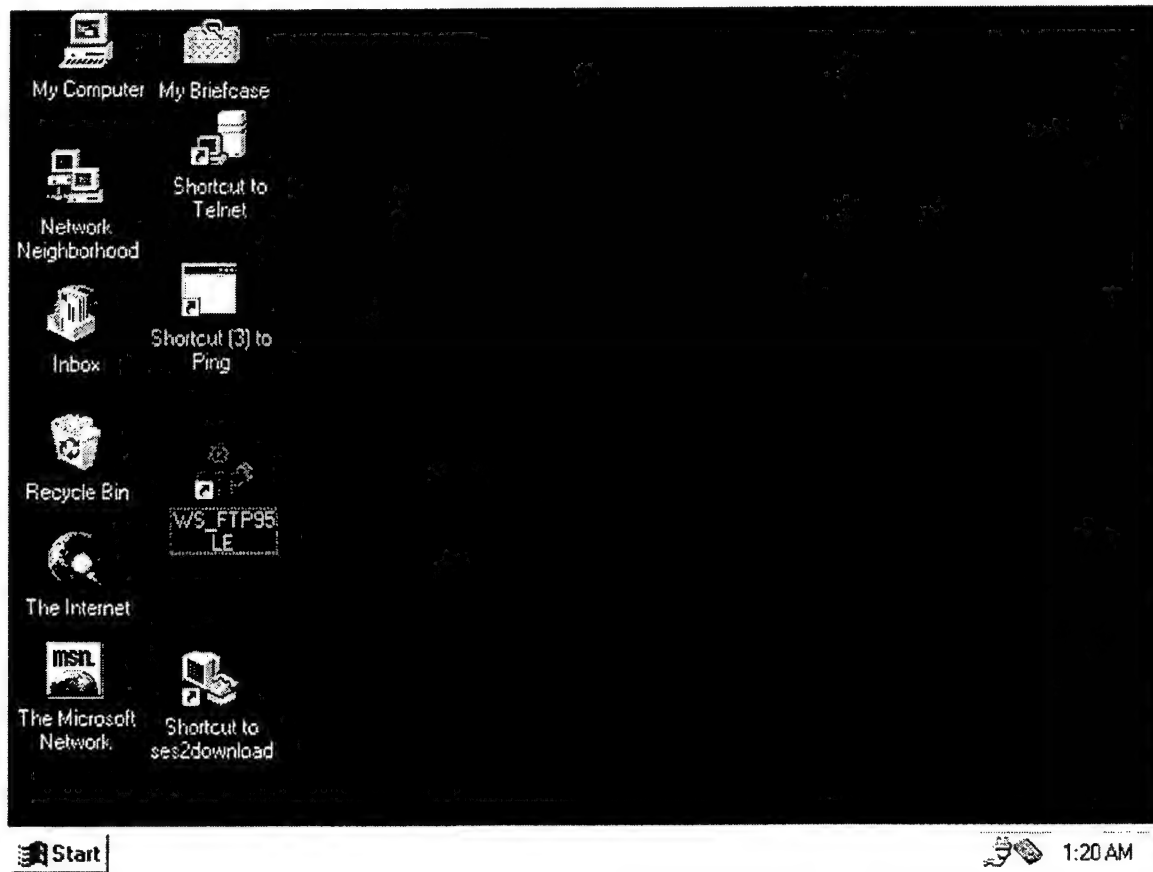 My Computer
My Briefcase
Shortcut to
Telnet
Network
Neighborhood
Shortcut (3) to
Ping
Inbox
Recycle Bin
WS_FTP95
LE
The Internet
msn.
The Microsoft
Network
Shortcut to
ses2download
Start
1:20 AM